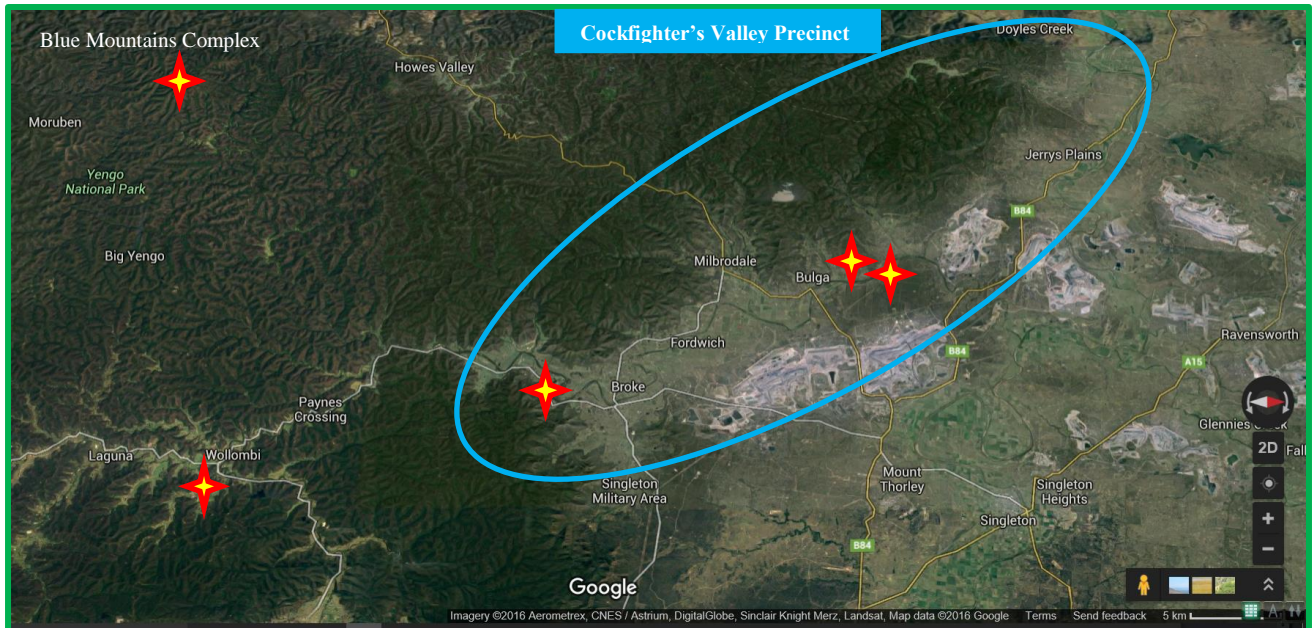 Blue Mountains Complex
Cockfighter's Valley Precinct
Doyles Creek
Howes Valley
Moruben
Jerrys Plains
Yengo
National Park
B84
Big Yengo
Milbrodale
Bulga
Ravensworth
Fordwich
B84
A15
Broke
Paynes
Crossing
Glennies
2D
Fall
Laguna
Wollombi
Mount
Thorley
Singleton
Military Area
Singleton
Heights
Singleton
B84
Google
Imagery ©2016 Aerometrex, CNES / Astrium, DigitalGlobe, Sinclair Knight Merz, Landsat, Map data ©2016 Google Terms Send feedback 5 km